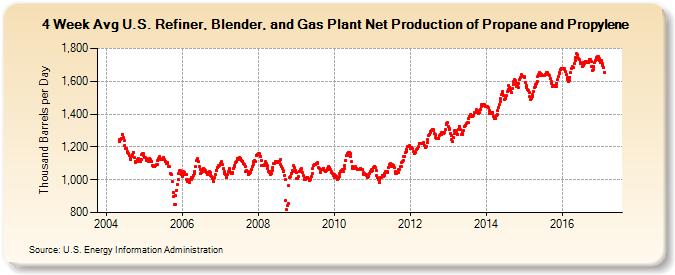 4 Week Avg U.S. Refiner, Blender, and Gas Plant Net Production of Propane and Propylene
Thousand Barrels per Day
1,800
1,600
1,400
1,200
1,000
800
2004 2006 2008 2010 2012 2014 2016
Source: U.S. Energy Information Administration